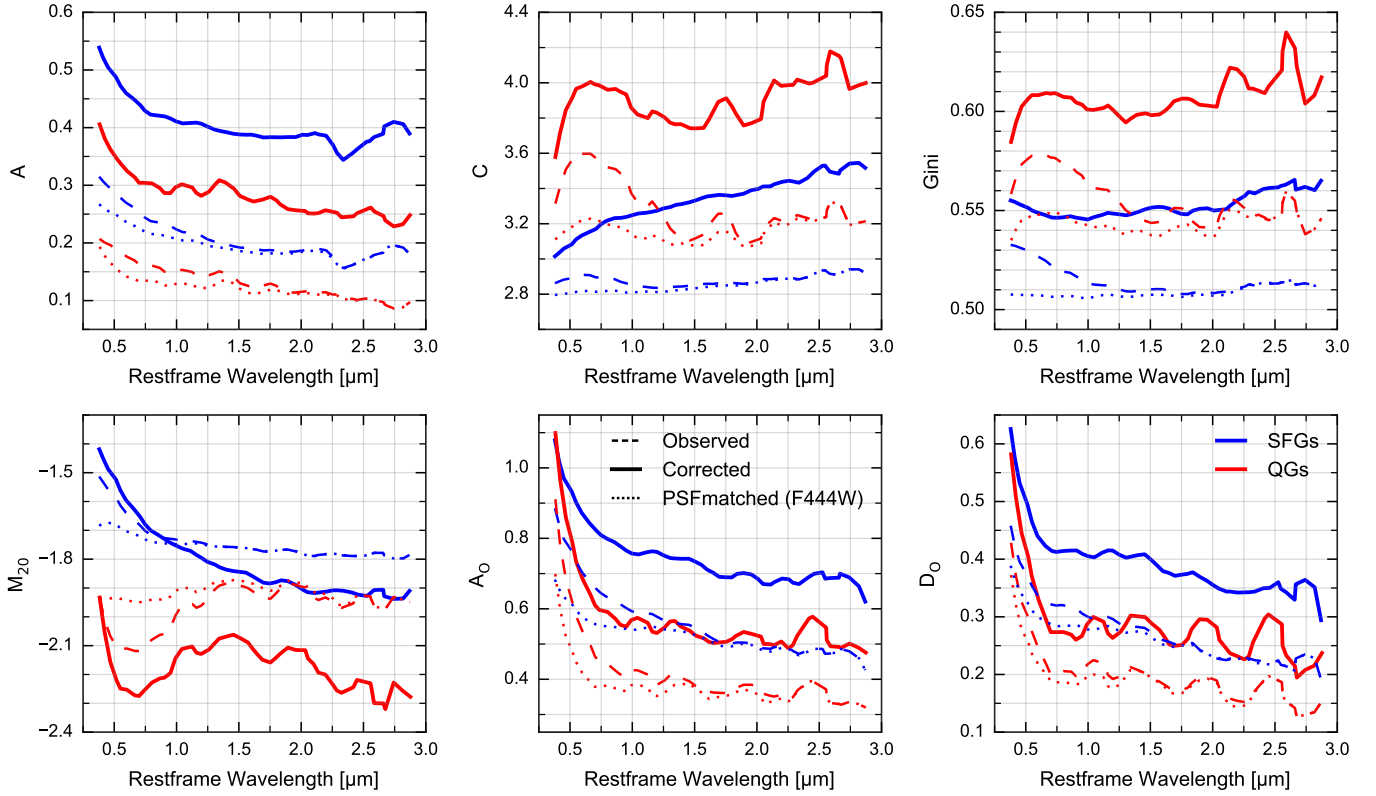 0.6
0.5
0.4
0.3
0.2
0.1
A
0.5 1.0 1.5 2.0 2.5 3.0
Restframe Wavelength [μm]
4.4
4.0
3.6
3.2
2.8
C
0.5 1.0 1.5 2.0 2.5 3.0
Restframe Wavelength [μm]
0.65
0.60
0.55
0.50
Gini
0.5 1.0 1.5 2.0 2.5 3.0
Restframe Wavelength [μm]
−1.5
−1.8
−2.1
−2.4
M20
0.5 1.0 1.5 2.0 2.5 3.0
Restframe Wavelength [μm]
1.0
0.8
0.6
0.4
AO
Observed
Corrected
PSFmatched (F444W)
0.5 1.0 1.5 2.0 2.5 3.0
Restframe Wavelength [μm]
0.6
0.5
0.4
0.3
0.2
0.1
DO
SFGs
QGs
0.5 1.0 1.5 2.0 2.5 3.0
Restframe Wavelength [μm]